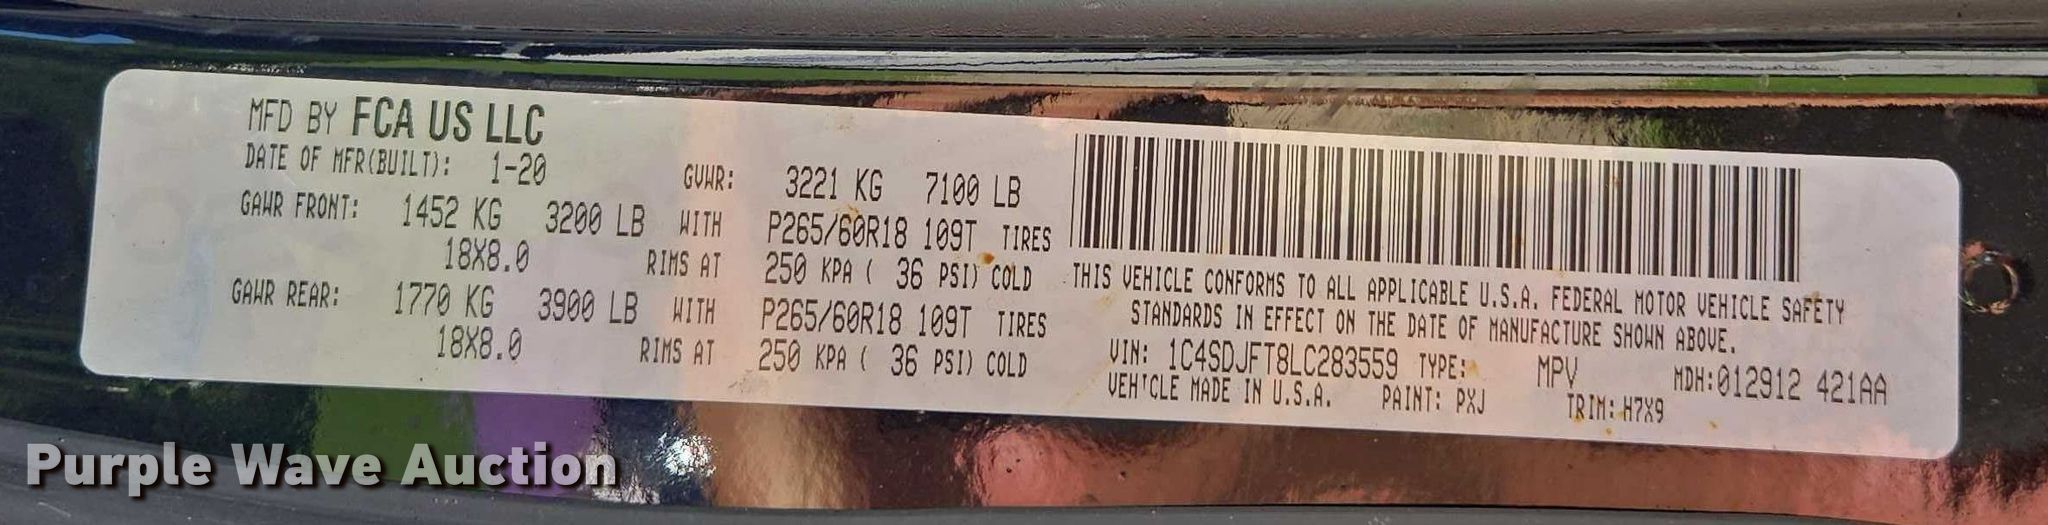 MFD BY FCA US LLC
DATE OF MFR(BUILT): 1-20 GVWR: 3221 KG 7100 LB
GAWR FRONT: 1452 KG 3200 LB WITH P265/60R18 109T TIRES
18X8.0 RIMS AT 250 KPA ( 36 PSI) COLD
GAWR REAR: 1770 KG 3900 LB WITH P265/60R18 109T TIRES
18X8.0 RIMS AT 250 KPA ( 36 PSI) COLD
THIS VEHICLE CONFORMS TO ALL APPLICABLE U.S.A. FEDERAL MOTOR VEHICLE SAFETY
STANDARDS IN EFFECT ON THE DATE OF MANUFACTURE SHOWN ABOVE.
VIN: 1C4SDJFT8LC283559 TYPE: MPV MDH:012912 421AA
VEHICLE MADE IN U.S.A. PAINT: PXJ TRIM: H7X9
Purple Wave Auction